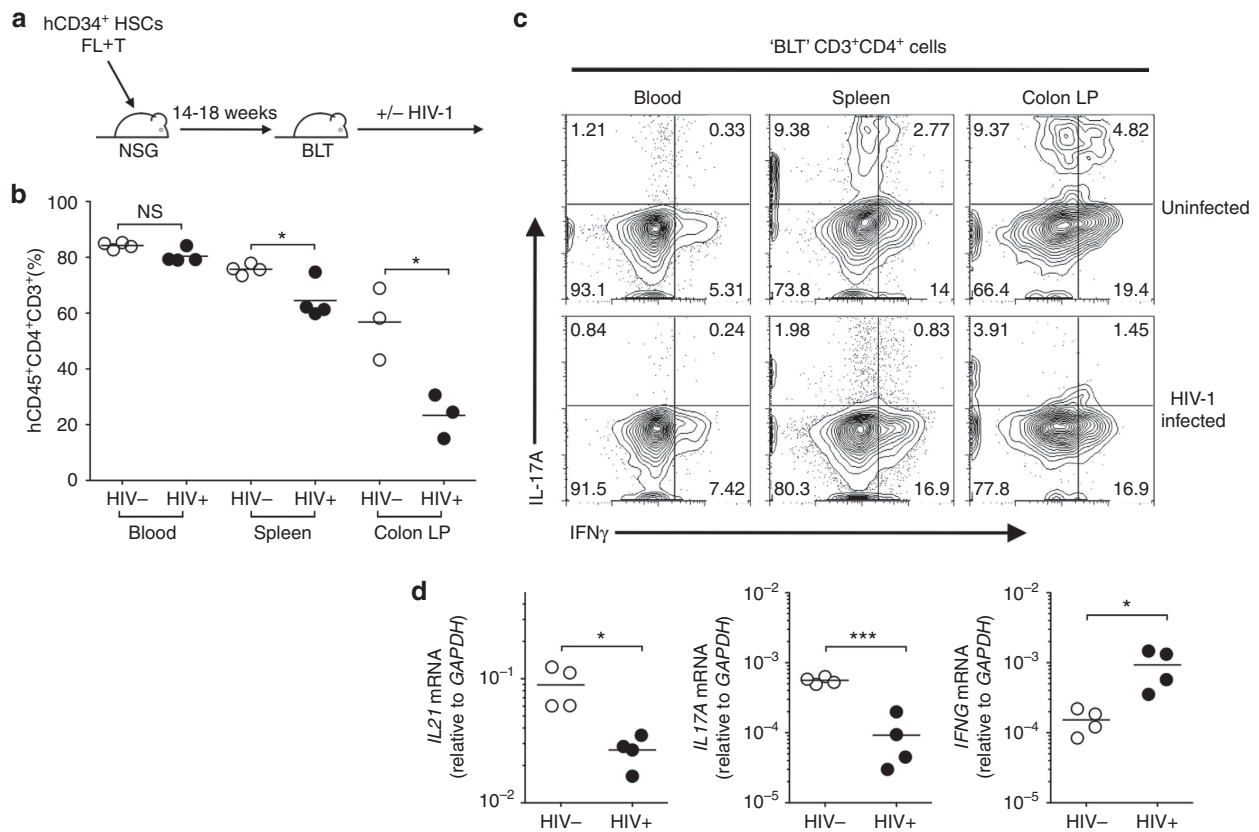 a
hCD34⁺ HSCs
FL+T
14-18 weeks
+/− HIV-1
NSG
BLT
b
hCD45⁺CD4⁺CD3⁺(%)
100
80
60
40
20
0
NS
*
*
HIV− HIV+ HIV− HIV+ HIV− HIV+
Blood Spleen Colon LP
c
'BLT' CD3⁺CD4⁺ cells
Blood Spleen Colon LP
1.21 0.33 9.38 2.77 9.37 4.82
Uninfected
93.1 5.31 73.8 14 66.4 19.4
0.84 0.24 1.98 0.83 3.91 1.45
HIV-1
infected
91.5 7.42 80.3 16.9 77.8 16.9
IL-17A
IFNγ
d
IL21 mRNA
(relative to GAPDH)
10⁻¹
10⁻²
*
HIV− HIV+
IL17A mRNA
(relative to GAPDH)
10⁻²
10⁻³
10⁻⁴
10⁻⁵
***
HIV− HIV+
IFNG mRNA
(relative to GAPDH)
10⁻²
10⁻³
10⁻⁴
10⁻⁵
*
HIV− HIV+